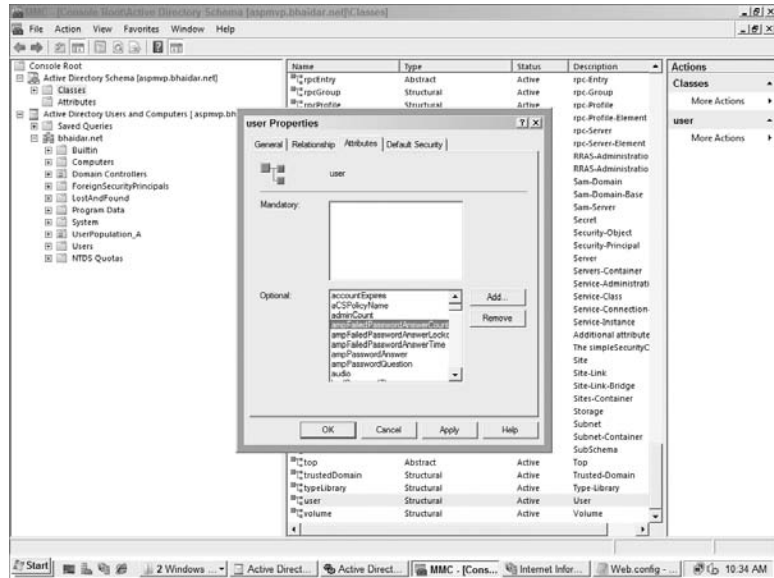 MMC - [Console Root\Active Directory Schema [aspmvp.bhaidar.net]\Classes]
File Action View Favorites Window Help
Console Root
Active Directory Schema [aspmvp.bhaidar.net]
Classes
Attributes
Active Directory Users and Computers [aspmvp.bh
Saved Queries
bhaidar.net
Builtin
Computers
Domain Controllers
ForeignSecurityPrincipals
LostAndFound
Program Data
System
UserPopulation_A
Users
NTDS Quotas
Name Type Status Description
rpcEntry Abstract Active rpc-Entry
rpcGroup Structural Active rpc-Group
rpcProfile Structural Active rpc-Profile
rpc-Profile-Element
rpc-Server
rpc-Server-Element
RRAS-Administratio
RRAS-Administratio
Sam-Domain
Sam-Domain-Base
Sam-Server
Secret
Security-Object
Security-Principal
Server
Servers-Container
Service-Administrati
Service-Class
Service-Connection-
Service-Instance
Additional attribute
The simpleSecurityC
Site
Site-Link
Site-Link-Bridge
Sites-Container
Storage
Subnet
Subnet-Container
SubSchema
top Abstract Active Top
trustedDomain Structural Active Trusted-Domain
typeLibrary Structural Active Type-Library
user Structural Active User
volume Structural Active Volume
user Properties
General Relationship Attributes Default Security
user
Mandatory:
Optional:
accountExpires
aCSPolicyName
adminCount
ampFailedPasswordAnswerCount
ampFailedPasswordAnswerLocko
ampFailedPasswordAnswerTime
ampPasswordAnswer
ampPasswordQuestion
audio
Add...
Remove
OK Cancel Apply Help
Actions
Classes
More Actions
user
More Actions
Start 2 Windows ... Active Direct... Active Direct... MMC - [Cons... Internet Infor... Web.config - ... 10:34 AM